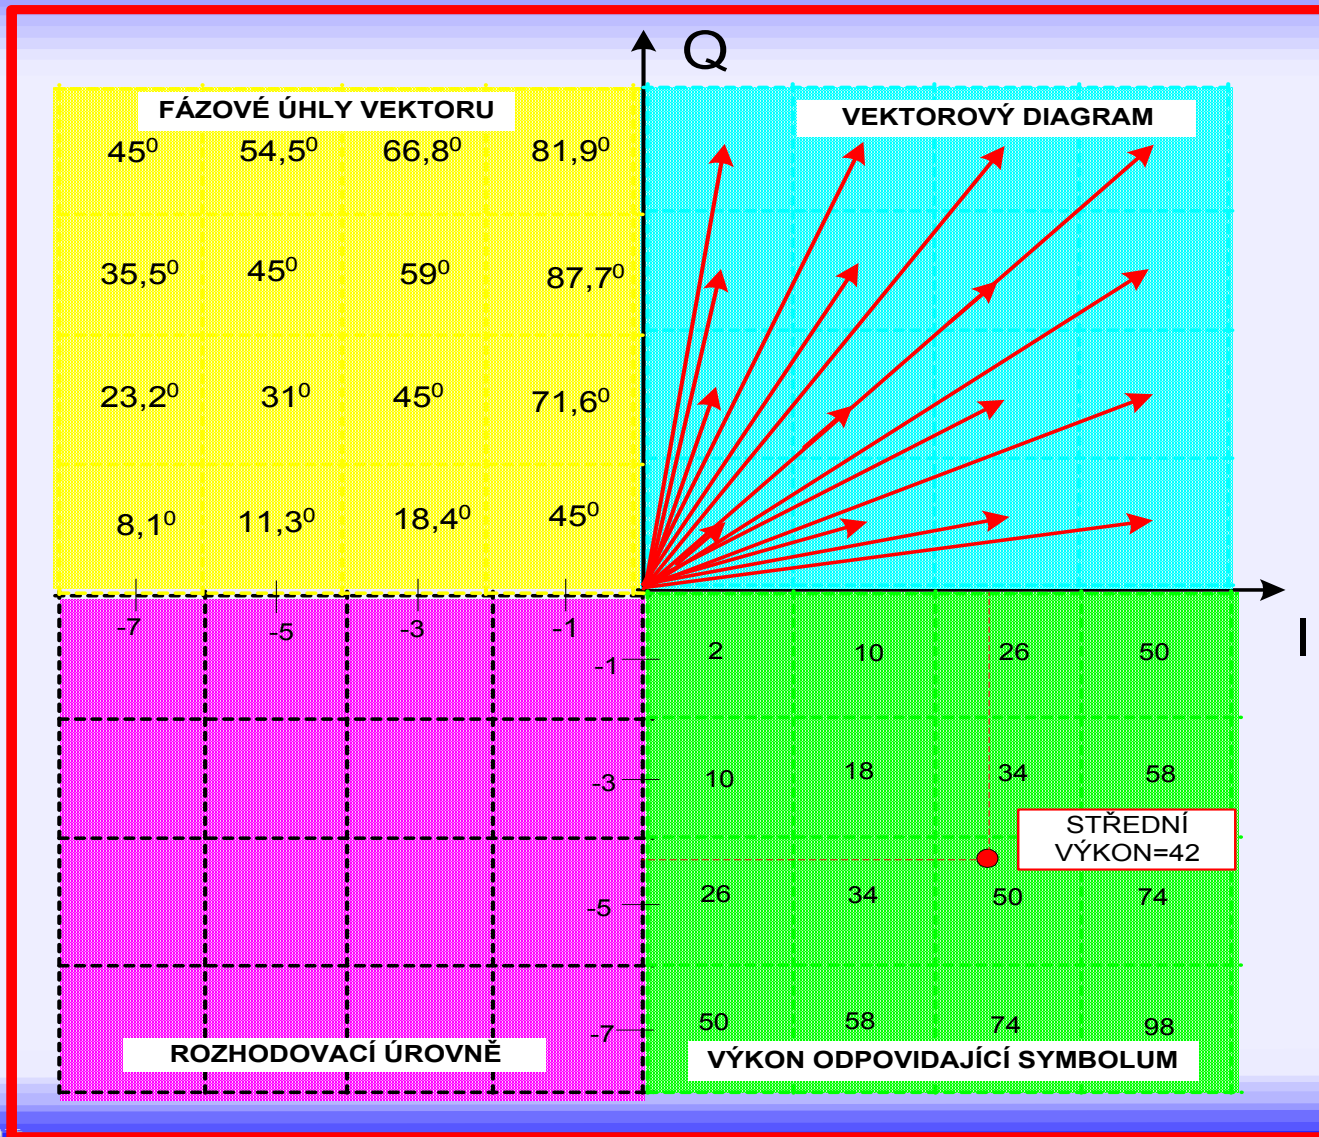 Q
FÁZOVÉ ÚHLY VEKTORU
45⁰ 54,5⁰ 66,8⁰ 81,9⁰
35,5⁰ 45⁰ 59⁰ 87,7⁰
23,2⁰ 31⁰ 45⁰ 71,6⁰
8,1⁰ 11,3⁰ 18,4⁰ 45⁰
VEKTOROVÝ DIAGRAM
I
-7 -5 -3 -1
-1
-3
-5
-7
ROZHODOVACÍ ÚROVNĚ
2 10 26 50
10 18 34 58
STŘEDNÍ
VÝKON=42
26 34 50 74
50 58 74 98
VÝKON ODPOVIDAJÍCÍ SYMBOLUM